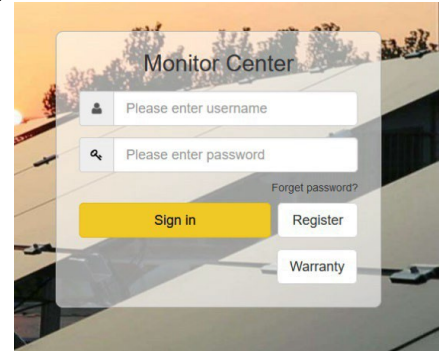 Monitor Center
Please enter username
Please enter password
Forget password?
Sign in
Register
Warranty